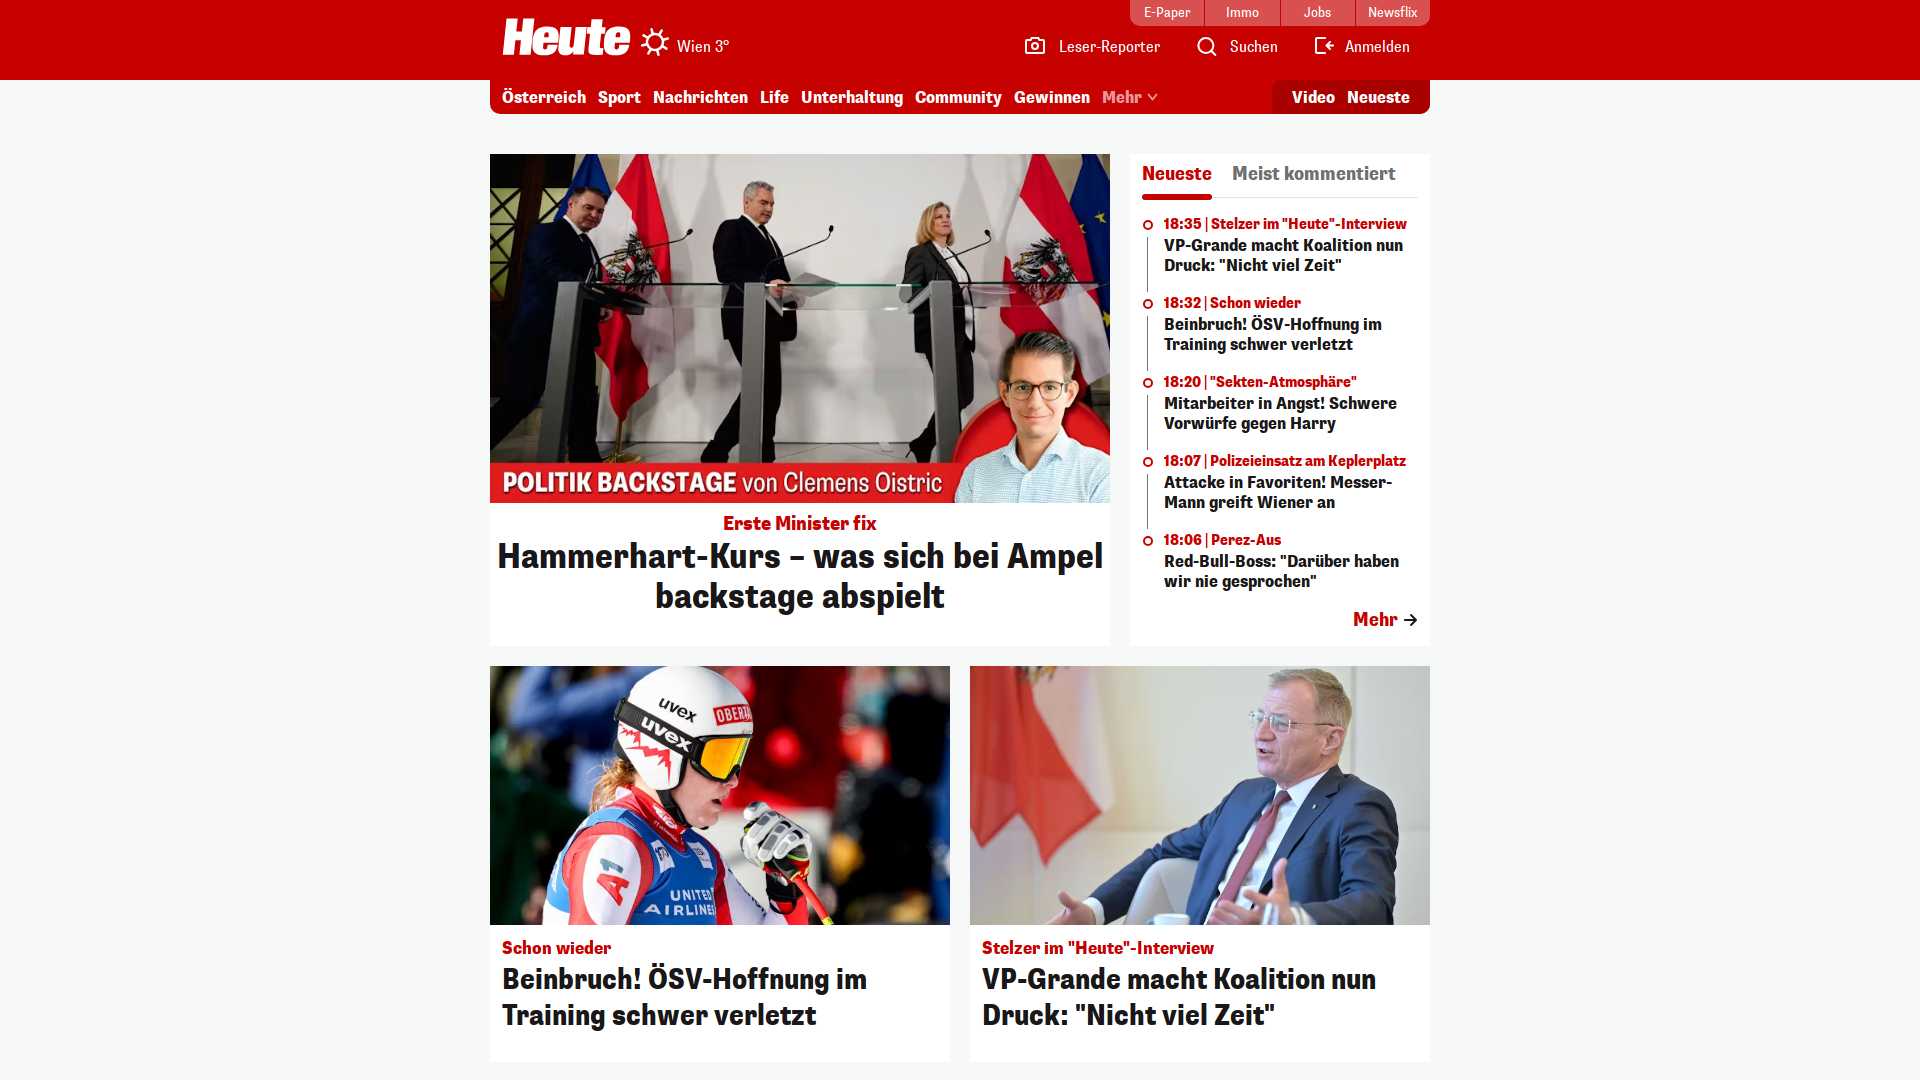 E-Paper
Immo
Jobs
Newsflix
Heute
Wien 3°
Leser-Reporter
Suchen
Anmelden
Österreich
Sport
Nachrichten
Life
Unterhaltung
Community
Gewinnen
Mehr
Video
Neueste
POLITIK BACKSTAGE von Clemens Oistric
Erste Minister fix
Hammerhart-Kurs – was sich bei Ampel
backstage abspielt
Neueste
Meist kommentiert
18:35 | Stelzer im "Heute"-Interview
VP-Grande macht Koalition nun
Druck: "Nicht viel Zeit"
18:32 | Schon wieder
Beinbruch! ÖSV-Hoffnung im
Training schwer verletzt
18:20 | "Sekten-Atmosphäre"
Mitarbeiter in Angst! Schwere
Vorwürfe gegen Harry
18:07 | Polizeieinsatz am Keplerplatz
Attacke in Favoriten! Messer-
Mann greift Wiener an
18:06 | Perez-Aus
Red-Bull-Boss: "Darüber haben
wir nie gesprochen"
Mehr
uvex
uvex
A1
UNITED
AIRLINES
Schon wieder
Beinbruch! ÖSV-Hoffnung im
Training schwer verletzt
Stelzer im "Heute"-Interview
VP-Grande macht Koalition nun
Druck: "Nicht viel Zeit"